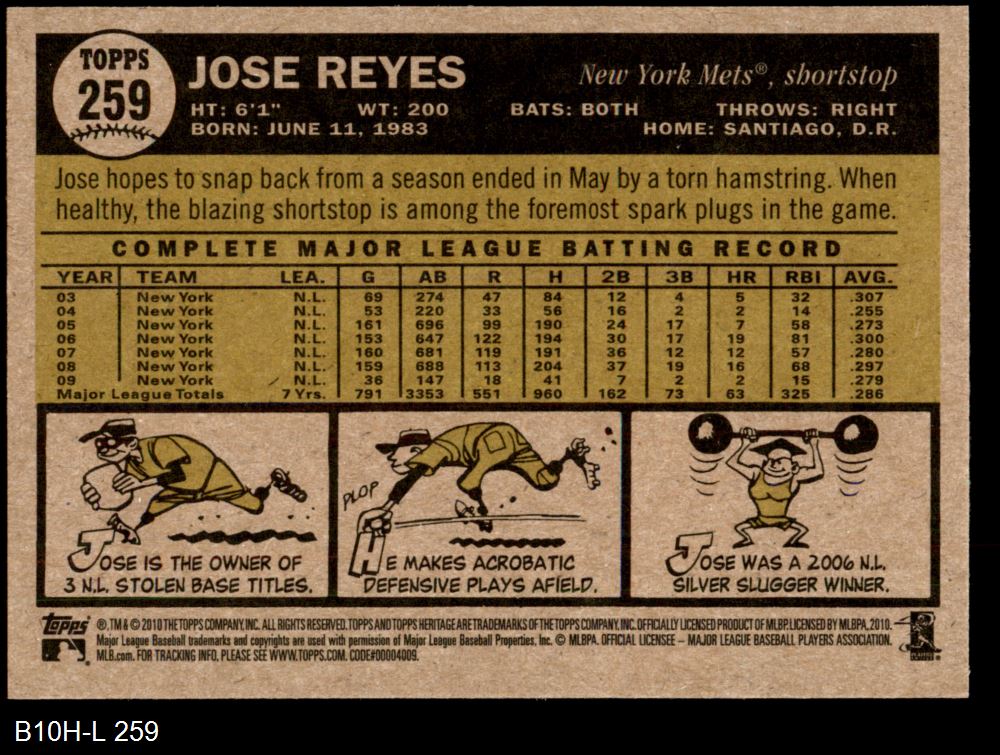 TOPPS
259
JOSE REYES
New York Mets®, shortstop
HT: 6'1" WT: 200 BATS: BOTH THROWS: RIGHT
BORN: JUNE 11, 1983 HOME: SANTIAGO, D.R.
Jose hopes to snap back from a season ended in May by a torn hamstring. When
healthy, the blazing shortstop is among the foremost spark plugs in the game.
COMPLETE MAJOR LEAGUE BATTING RECORD
YEAR TEAM LEA. G AB R H 2B 3B HR RBI AVG.
03 New York N.L. 69 274 47 84 12 4 5 32 .307
04 New York N.L. 53 220 33 56 16 2 2 14 .255
05 New York N.L. 161 696 99 190 24 17 7 58 .273
06 New York N.L. 153 647 122 194 30 17 19 81 .300
07 New York N.L. 160 681 119 191 36 12 12 57 .280
08 New York N.L. 159 688 113 204 37 19 16 68 .297
09 New York N.L. 36 147 18 41 7 2 2 15 .279
Major League Totals 7 Yrs. 791 3353 551 960 162 73 63 325 .286
JOSE IS THE OWNER OF
3 N.L. STOLEN BASE TITLES.
PLOP
HE MAKES ACROBATIC
DEFENSIVE PLAYS AFIELD.
JOSE WAS A 2006 N.L.
SILVER SLUGGER WINNER.
Topps ®, TM & © 2010 THE TOPPS COMPANY, INC. ALL RIGHTS RESERVED. TOPPS AND TOPPS HERITAGE ARE TRADEMARKS OF THE TOPPS COMPANY, INC. OFFICIALLY LICENSED PRODUCT OF MLBP. LICENSED BY MLBPA, 2010.
Major League Baseball trademarks and copyrights are used with permission of Major League Baseball Properties, Inc. © MLBPA. OFFICIAL LICENSEE – MAJOR LEAGUE BASEBALL PLAYERS ASSOCIATION.
MLB.com. FOR TRACKING INFO, PLEASE SEE WWW.TOPPS.COM. CODE#00004009.
B10H-L 259